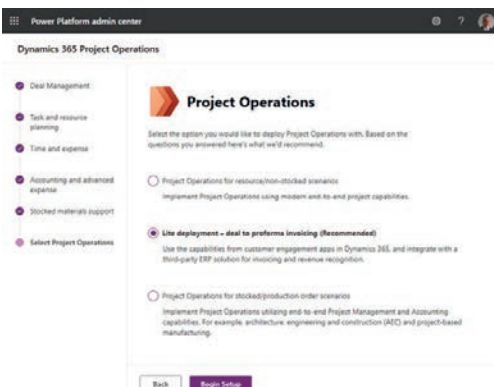 Power Platform admin center
?
Dynamics 365 Project Operations
Deal Management
Task and resource
planning
Time and expense
Accounting and advanced
expense
Stocked materials support
Select Project Operations
Project Operations
Select the option you would like to deploy Project Operations with. Based on the
questions you answered here's what we'd recommend.
Project Operations for resource/non-stocked scenarios
Implement Project Operations using modern end-to-end project capabilities.
Lite deployment – deal to proforma invoicing (Recommended)
Use the capabilities from customer engagement apps in Dynamics 365, and integrate with a
third-party ERP solution for invoicing and revenue recognition.
Project Operations for stocked/production order scenarios
Implement Project Operations utilizing end-to-end Project Management and Accounting
capabilities. For example, architecture, engineering and construction (AEC) and project-based
manufacturing.
Back
Begin Setup